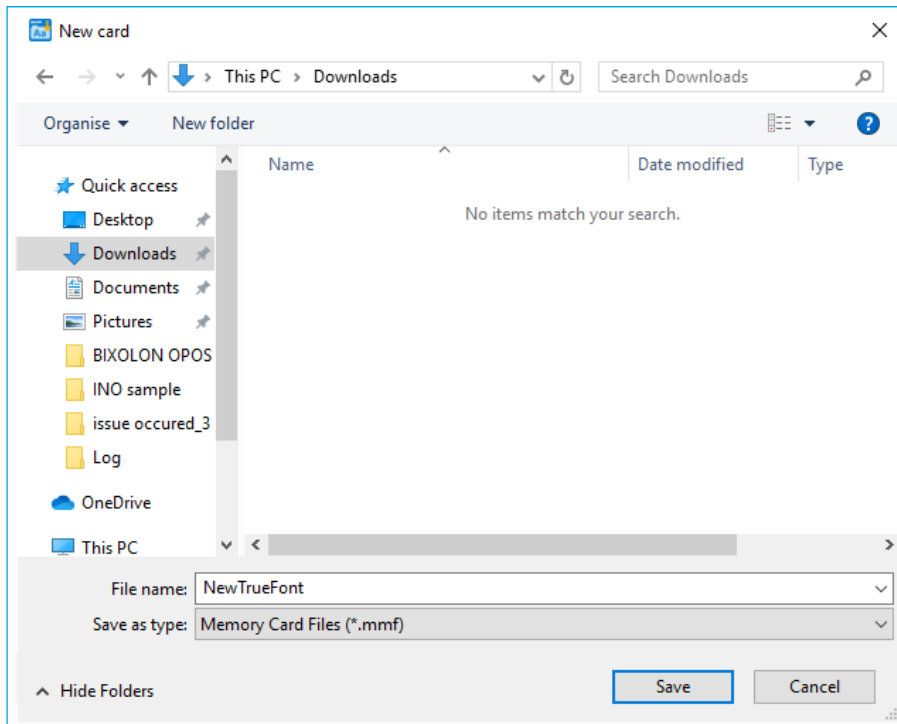 New card
This PC > Downloads
Search Downloads
Organise
New folder
?
Name
Date modified
Type
No items match your search.
Quick access
Desktop
Downloads
Documents
Pictures
BIXOLON OPOS
INO sample
issue occured_3
Log
OneDrive
This PC
File name: NewTrueFont
Save as type: Memory Card Files (*.mmf)
Hide Folders
Save
Cancel